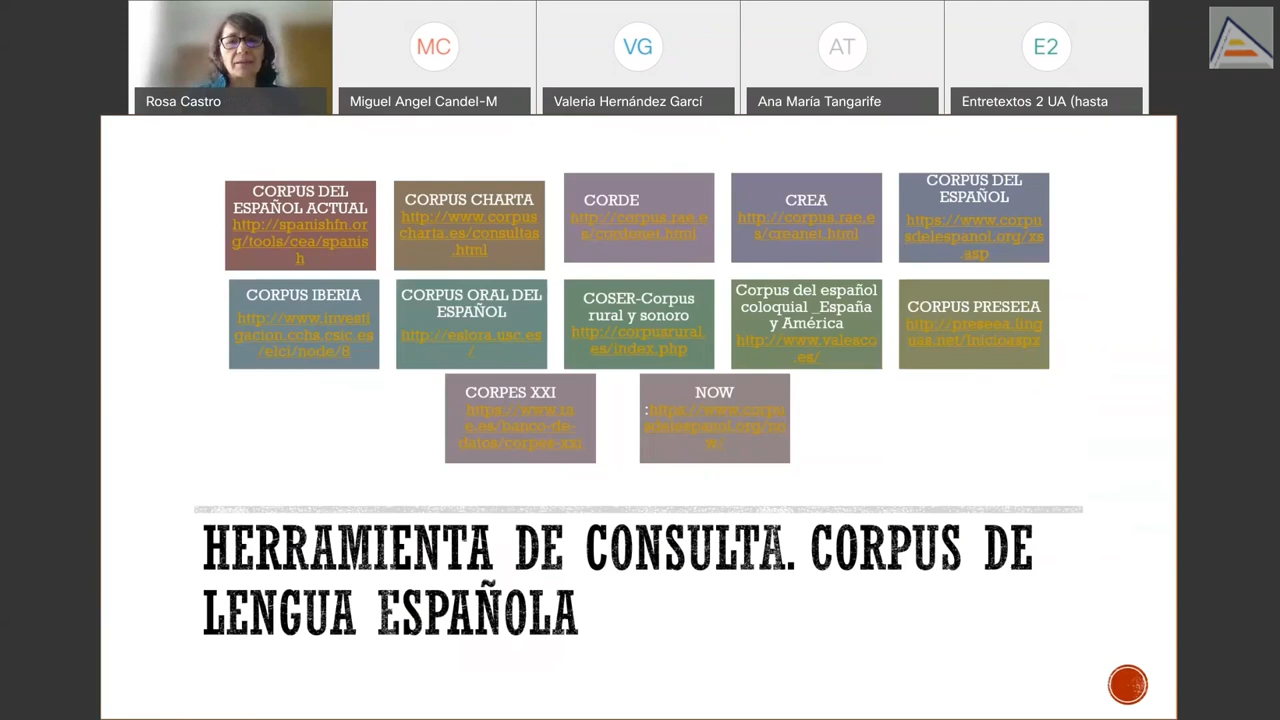 MC
VG
AT
E2
Rosa Castro
Miguel Angel Candel-M
Valeria Hernández Garcí
Ana María Tangarife
Entretextos 2 UA (hasta
CORPUS DEL
ESPAÑOL ACTUAL
http://spanishfn.or
g/tools/cea/spanis
h
CORPUS CHARTA
http://www.corpus
charta.es/consultas
.html
CORDE
http://corpus.rae.e
s/cordenet.html
CREA
http://corpus.rae.e
s/creanet.html
CORPUS DEL
ESPAÑOL
https://www.corpu
sdelespanol.org/xs
.asp
CORPUS IBERIA
http://www.investi
gacion.cchs.csic.es
/elci/node/8
CORPUS ORAL DEL
ESPAÑOL
http://eslora.usc.es
/
COSER-Corpus
rural y sonoro
http://corpusrural.
es/index.php
Corpus del español
coloquial _España
y América
http://www.valesco
.es/
CORPUS PRESEEA
http://preseea.ling
uas.net/Inicioaspx
CORPES XXI
https://www.ra
e.es/banco-de-
datos/corpes-xxi
NOW
:https://www.corpu
sdelespanol.org/no
w/
HERRAMIENTA DE CONSULTA. CORPUS DE
LENGUA ESPAÑOLA